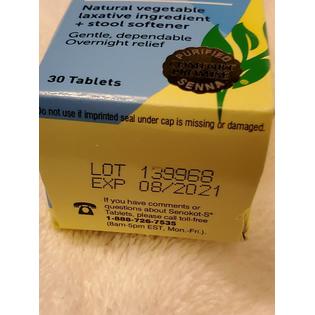 Natural vegetable
laxative ingredient
+ stool softener
Gentle, dependable
Overnight relief
30 Tablets
PURIFIED
SENNA
Do not use if imprinted seal under cap is missing or damaged.
LOT 139968
EXP 08/2021
If you have comments or
questions about Senokot-S®
Tablets, please call toll-free
1-888-726-7535
(8am-5pm EST, Mon.-Fri.)